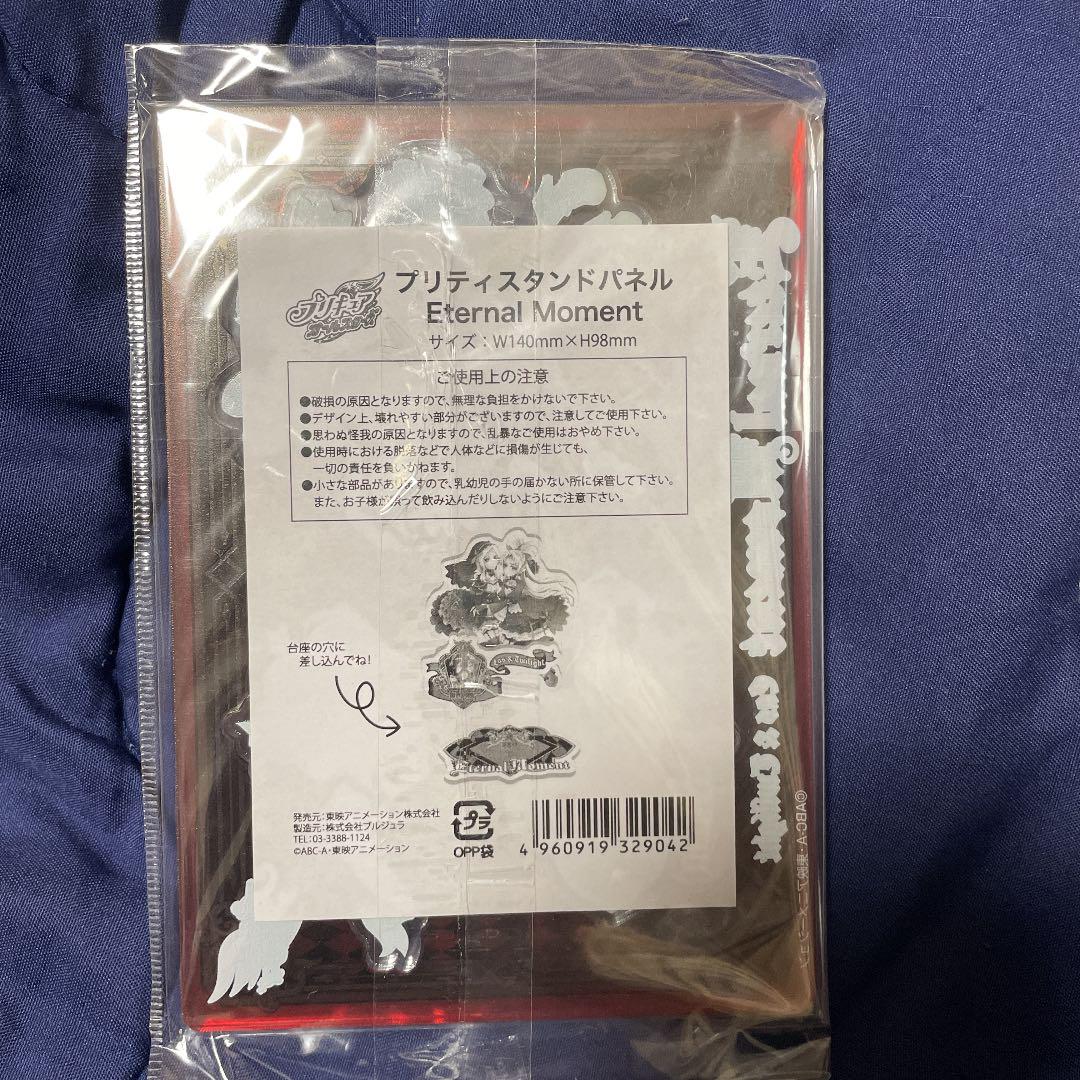 プリキュア
オールスターズ
プリティスタンドパネル
Eternal Moment
サイズ：W140mm×H98mm
ご使用上の注意
●破損の原因となりますので、無理な負担をかけないで下さい。
●デザイン上、壊れやすい部分がございますので、注意してご使用下さい。
●思わぬ怪我の原因となりますので、乱暴なご使用はおやめ下さい。
●使用時における脱落などで人体などに損傷が生じても、
一切の責任を負いかねます。
●小さな部品がありますので、乳幼児の手の届かない所に保管して下さい。
また、お子様が誤って飲み込んだりしないようにご注意下さい。
台座の穴に
差し込んでね!
& Twilight
Eternal Moment
発売元：東映アニメーション株式会社
製造元：株式会社プルジュラ
TEL：03-3388-1124
©ABC-A・東映アニメーション
プラ
OPP袋
4 960919 329042